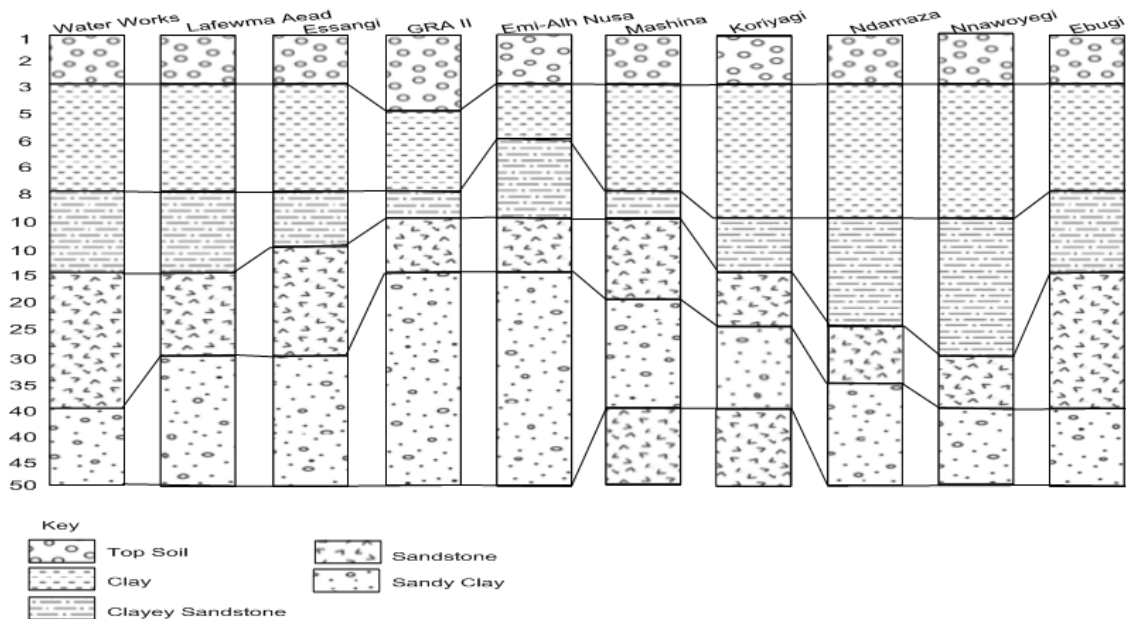 Water Works Lafewma Aead Essangi GRA II Emi-Alh Nusa Mashina Koriyagi Ndamaza Nnawoyegi Ebugi
1
2
3
5
6
6
8
10
10
15
20
25
30
35
40
40
45
50
Key
Top Soil
Clay
Clayey Sandstone
Sandstone
Sandy Clay